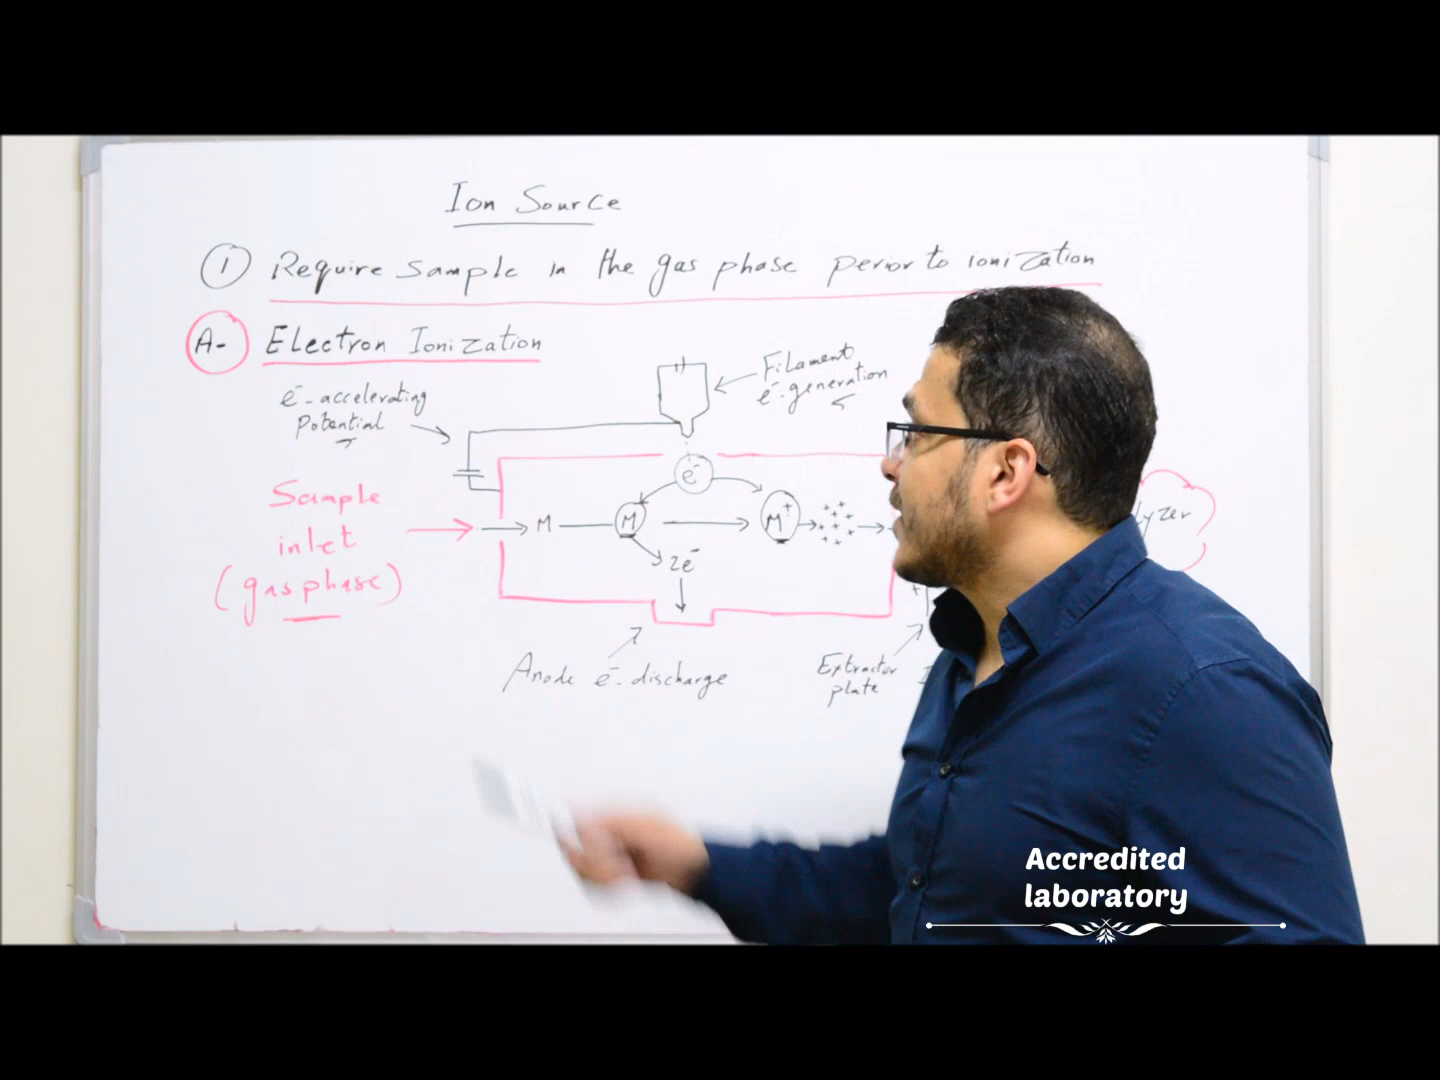 Ion Source
1 Require Sample in the gas phase perior to ionization
A- Electron Ionization
Filament
e⁻ generation
e⁻ - accelerating
potential
Sample
inlet
(gas phase)
e⁻
M
M
M⁺
+ + + + + + + +
2e⁻
lyzer
+
Anode e⁻ - discharge
Extractor
plate
Accredited
laboratory